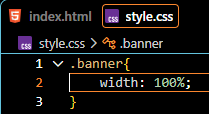 index.html style.css
style.css > .banner
1 .banner{
2 width: 100%;
3 }